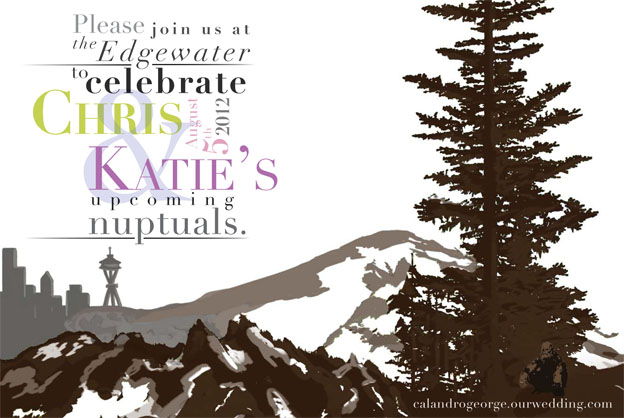 Please join us at
the Edgewater
to celebrate
CHRIS
August
5th
2012
&
KATIE'S
upcoming
nuptuals.
calandrogeorge.ourwedding.com